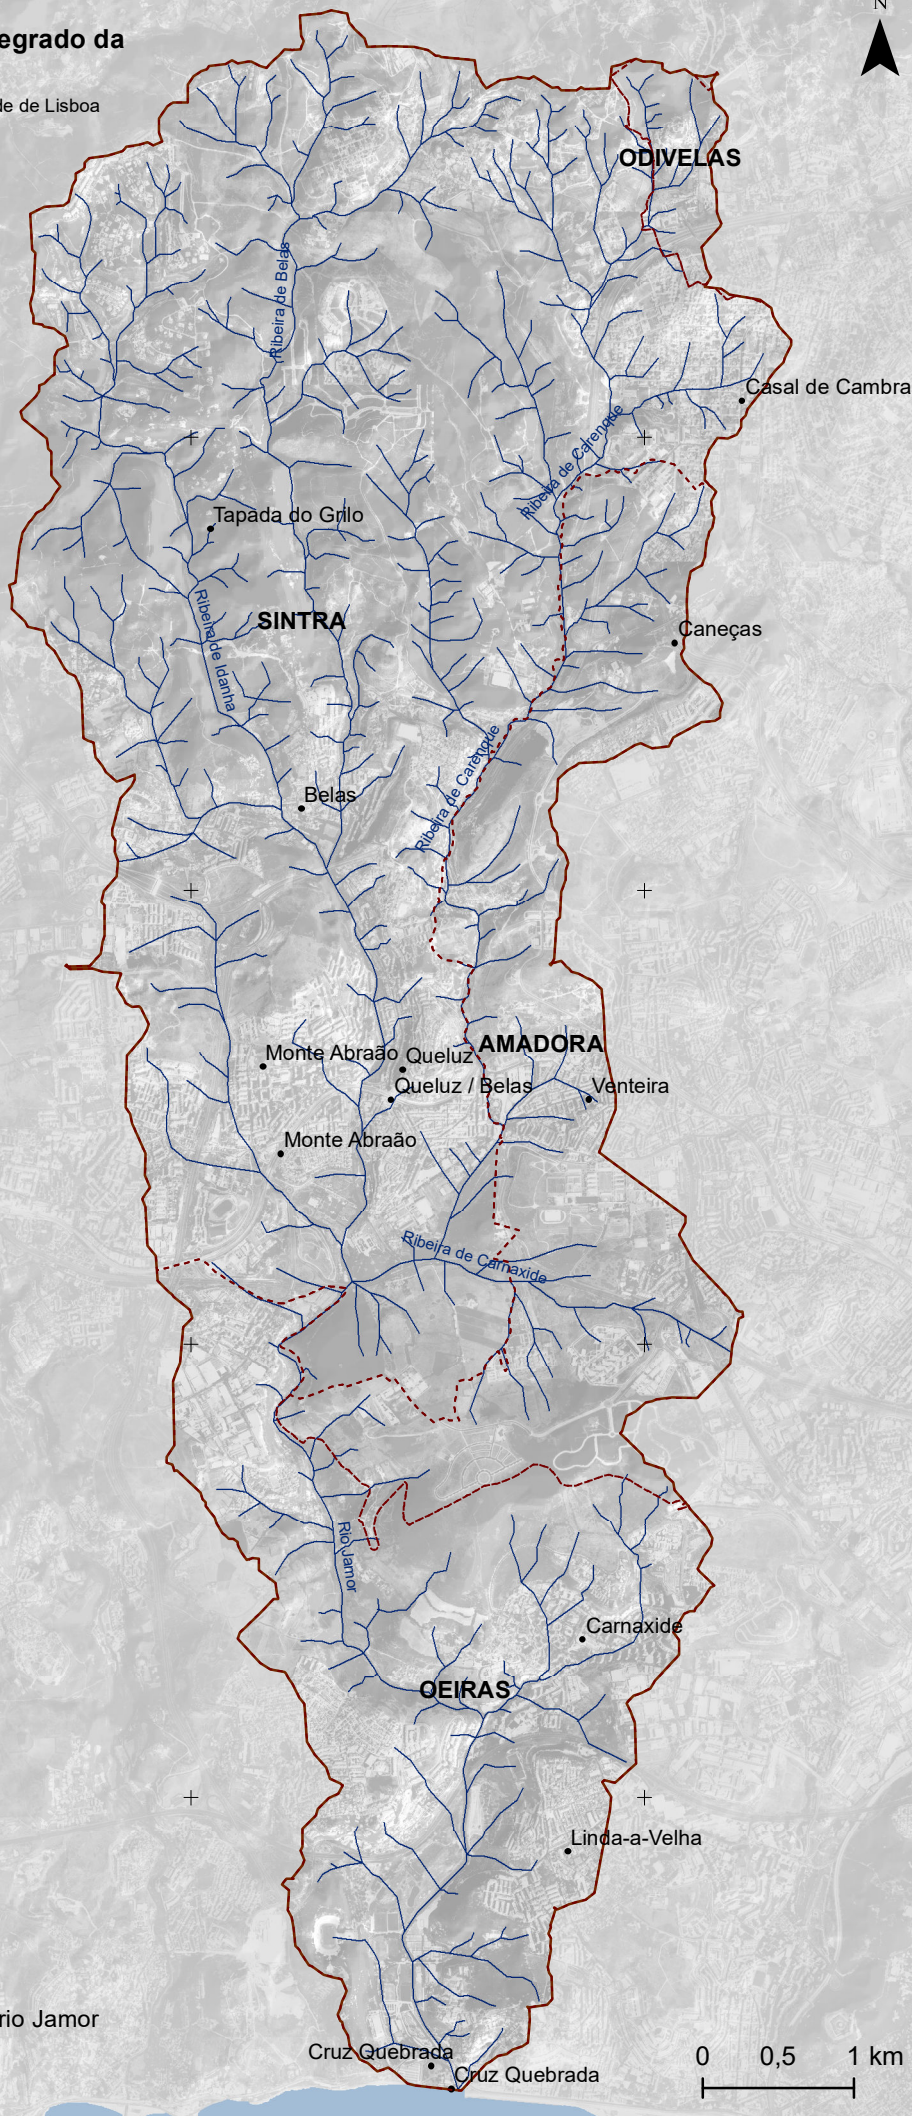 N
egrado da
de de Lisboa
ODIVELAS
Ribeira de Belas
Casal de Cambra
Ribeira de Carenque
Tapada do Grilo
SINTRA
Ribeira de Idanha
Caneças
Ribeira de Carenque
Belas
AMADORA
Monte Abraão
Queluz
Queluz / Belas
Venteira
Monte Abraão
Ribeira de Carnaxide
Rio Jamor
Carnaxide
OEIRAS
Linda-a-Velha
rio Jamor
Cruz Quebrada
Cruz Quebrada
0 0,5 1 km